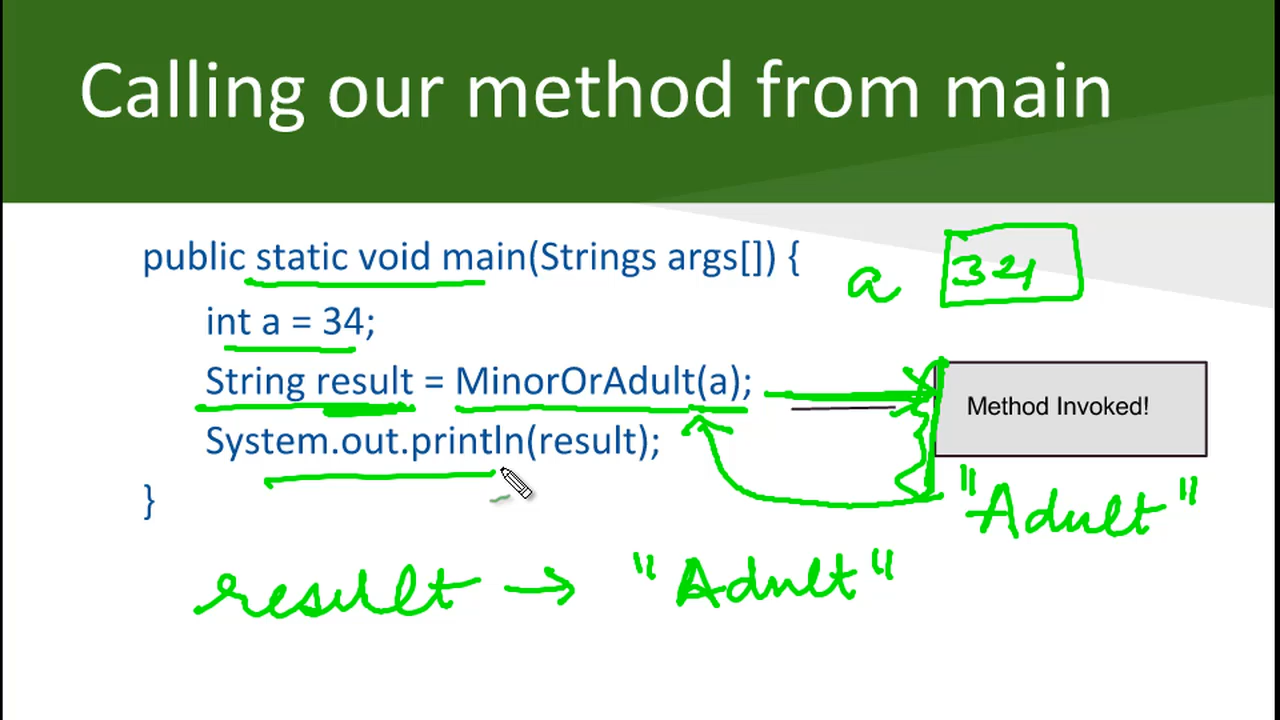 Calling our method from main
public static void main(Strings args[]) {
a 34
int a = 34;
String result = MinorOrAdult(a);
Method Invoked!
System.out.println(result);
}
"Adult"
result → "Adult"